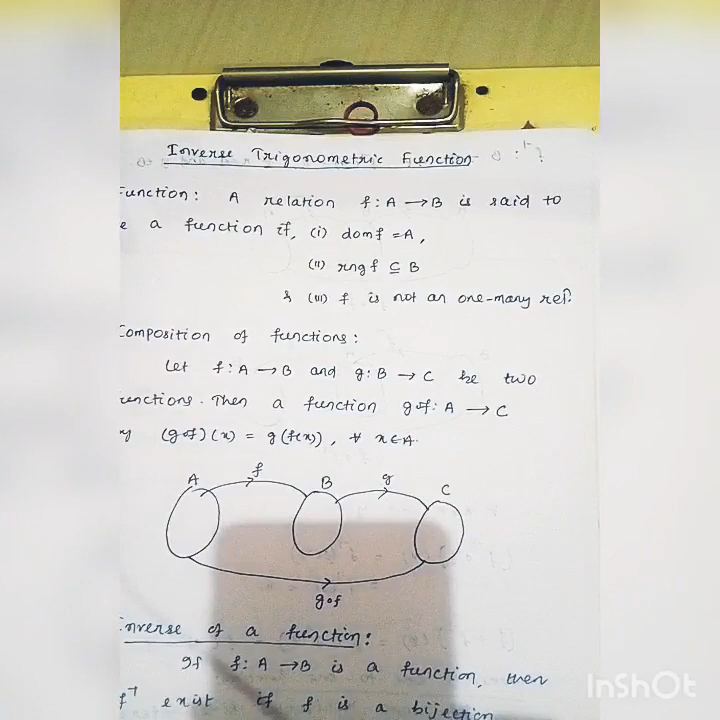 Inverse Trigonometric Function
Function: A relation f: A → B is said to
e a function if, (i) dom f = A,
(ii) rng f ⊆ B
& (iii) f is not an one-many relⁿ.
Composition of functions:
Let f: A → B and g: B → C be two
unctions. Then a function gof: A → C
y (gof)(x) = g(f(x)), ∀ x ∈ A.
A f B g C
gof
Inverse of a function:
If f: A → B is a function, then
f⁻¹ exist if f is a bijection
InShOt